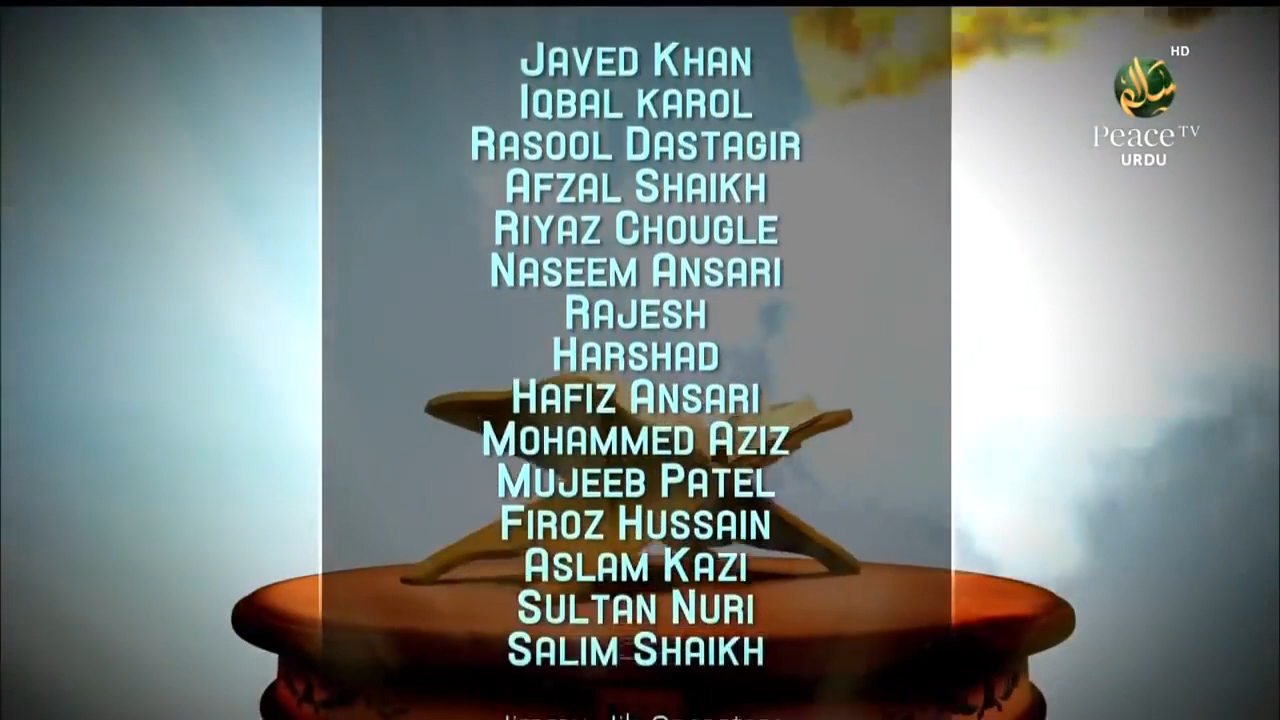 Javed Khan
Iqbal karol
Rasool Dastagir
Afzal Shaikh
Riyaz Chougle
Naseem Ansari
Rajesh
Harshad
Hafiz Ansari
Mohammed Aziz
Mujeeb Patel
Firoz Hussain
Aslam Kazi
Sultan Nuri
Salim Shaikh
HD
سلام
Peace TV
URDU